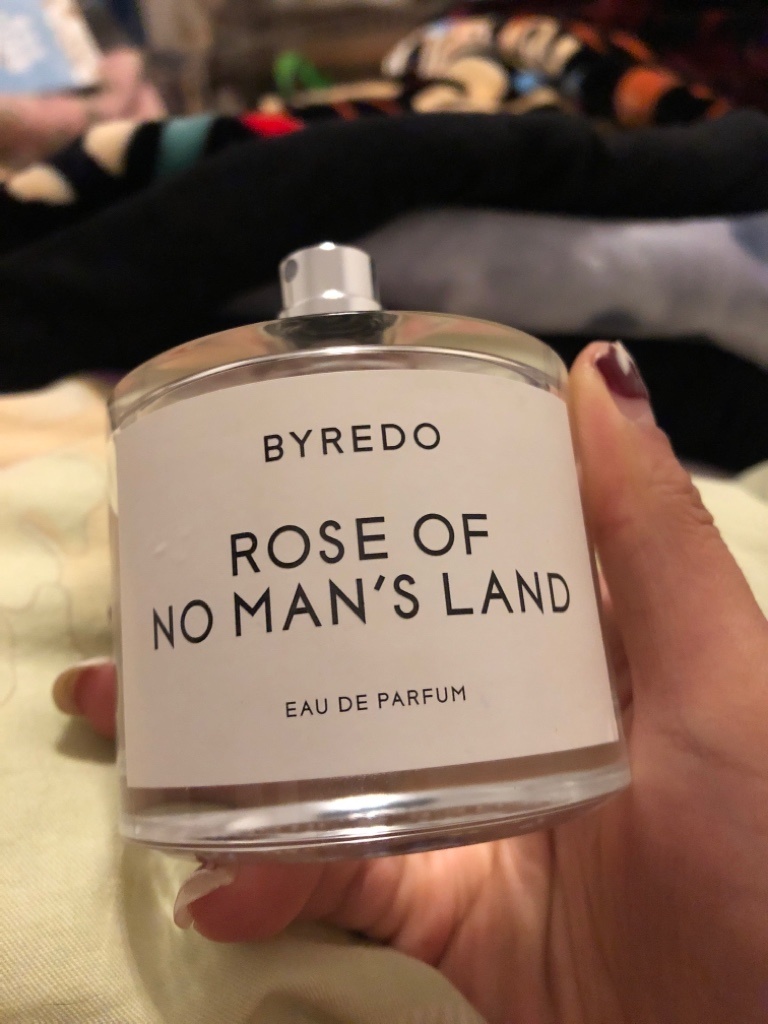 BYREDO
ROSE OF
NO MAN'S LAND
EAU DE PARFUM